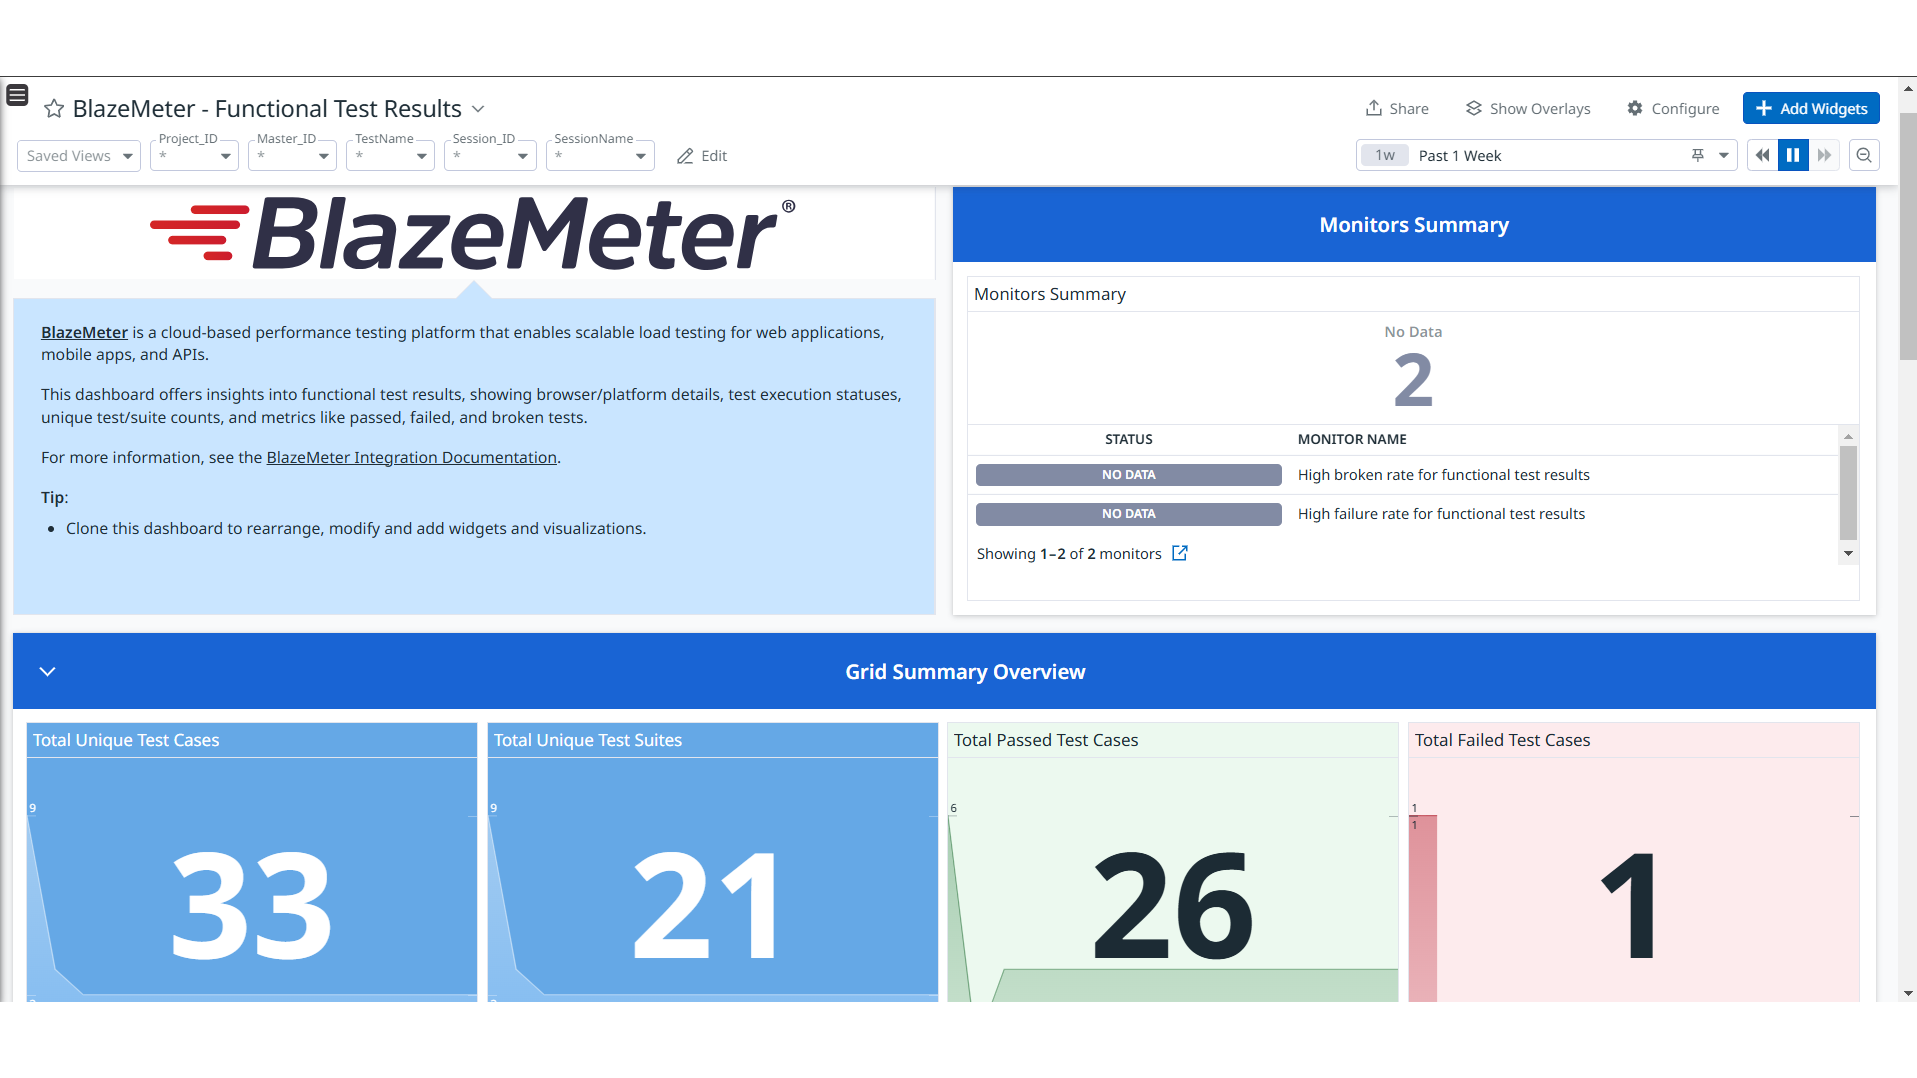 BlazeMeter - Functional Test Results
Share
Show Overlays
Configure
Add Widgets
Saved Views
Project_ID
*
Master_ID
*
TestName
*
Session_ID
*
SessionName
*
Edit
1w
Past 1 Week
BlazeMeter®
BlazeMeter is a cloud-based performance testing platform that enables scalable load testing for web applications,
mobile apps, and APIs.
This dashboard offers insights into functional test results, showing browser/platform details, test execution statuses,
unique test/suite counts, and metrics like passed, failed, and broken tests.
For more information, see the BlazeMeter Integration Documentation.
Tip:
• Clone this dashboard to rearrange, modify and add widgets and visualizations.
Monitors Summary
Monitors Summary
No Data
2
STATUS MONITOR NAME
NO DATA High broken rate for functional test results
NO DATA High failure rate for functional test results
Showing 1–2 of 2 monitors
Grid Summary Overview
Total Unique Test Cases
9
33
Total Unique Test Suites
9
21
Total Passed Test Cases
6
26
Total Failed Test Cases
1
1
1